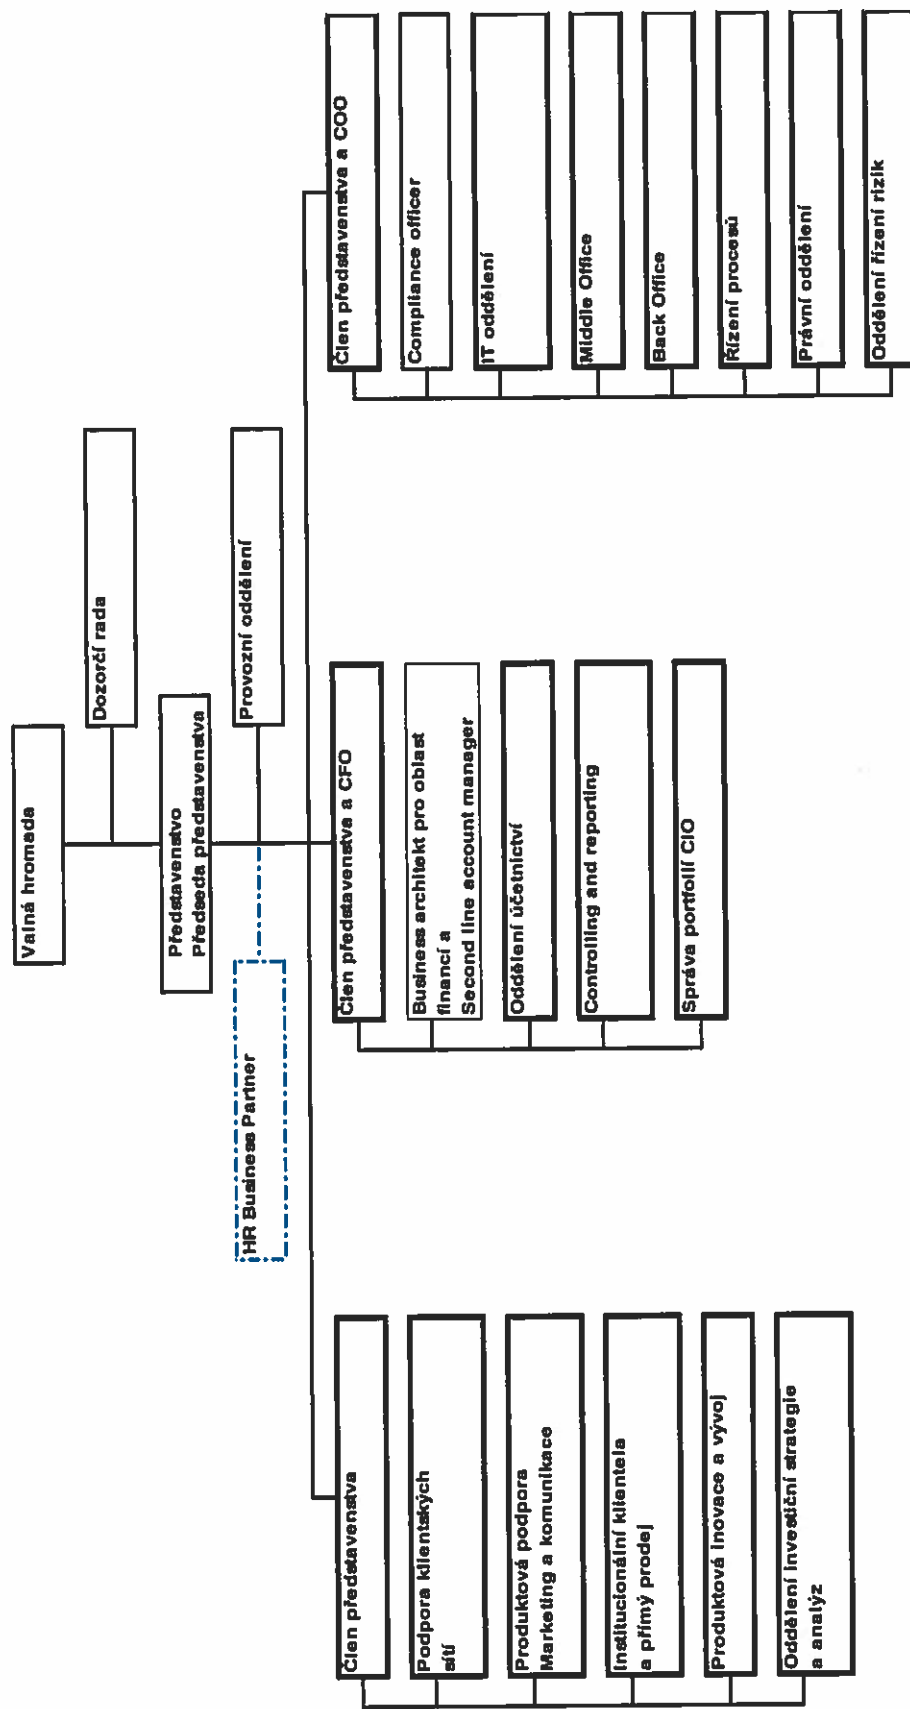 Valná hromada
Dozorčí rada
Představenstvo
Předseda představenstva
HR Business Partner
Provozní oddělení
Člen představenstva
Podpora klientských
sítí
Produktová podpora
Marketing a komunikace
Institucionální klientela
a přímý prodej
Produktová inovace a vývoj
Oddělení investiční strategie
a analýz
Člen představenstva a CFO
Business architekt pro oblast
financí a
Second line account manager
Oddělení účetnictví
Controlling and reporting
Správa portfolií CIO
Člen představenstva a COO
Compliance officer
IT oddělení
Middle Office
Back Office
Řízení procesů
Právní oddělení
Oddělení řízení rizik